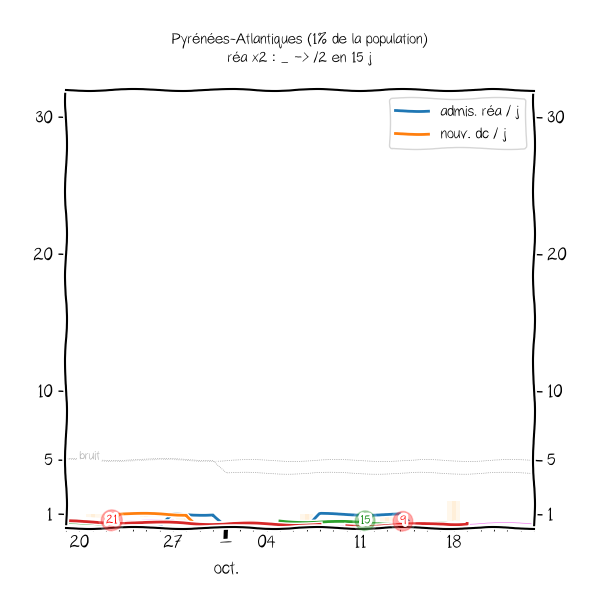 Pyrénées-Atlantiques (1% de la population)
réa x2 : _ -> /2 en 15 j
admis. réa / j
nouv. dc / j
30 30
20 20
10 10
5 bruit 5
1 21 15 9 1
20 27 1 04 11 18
oct.